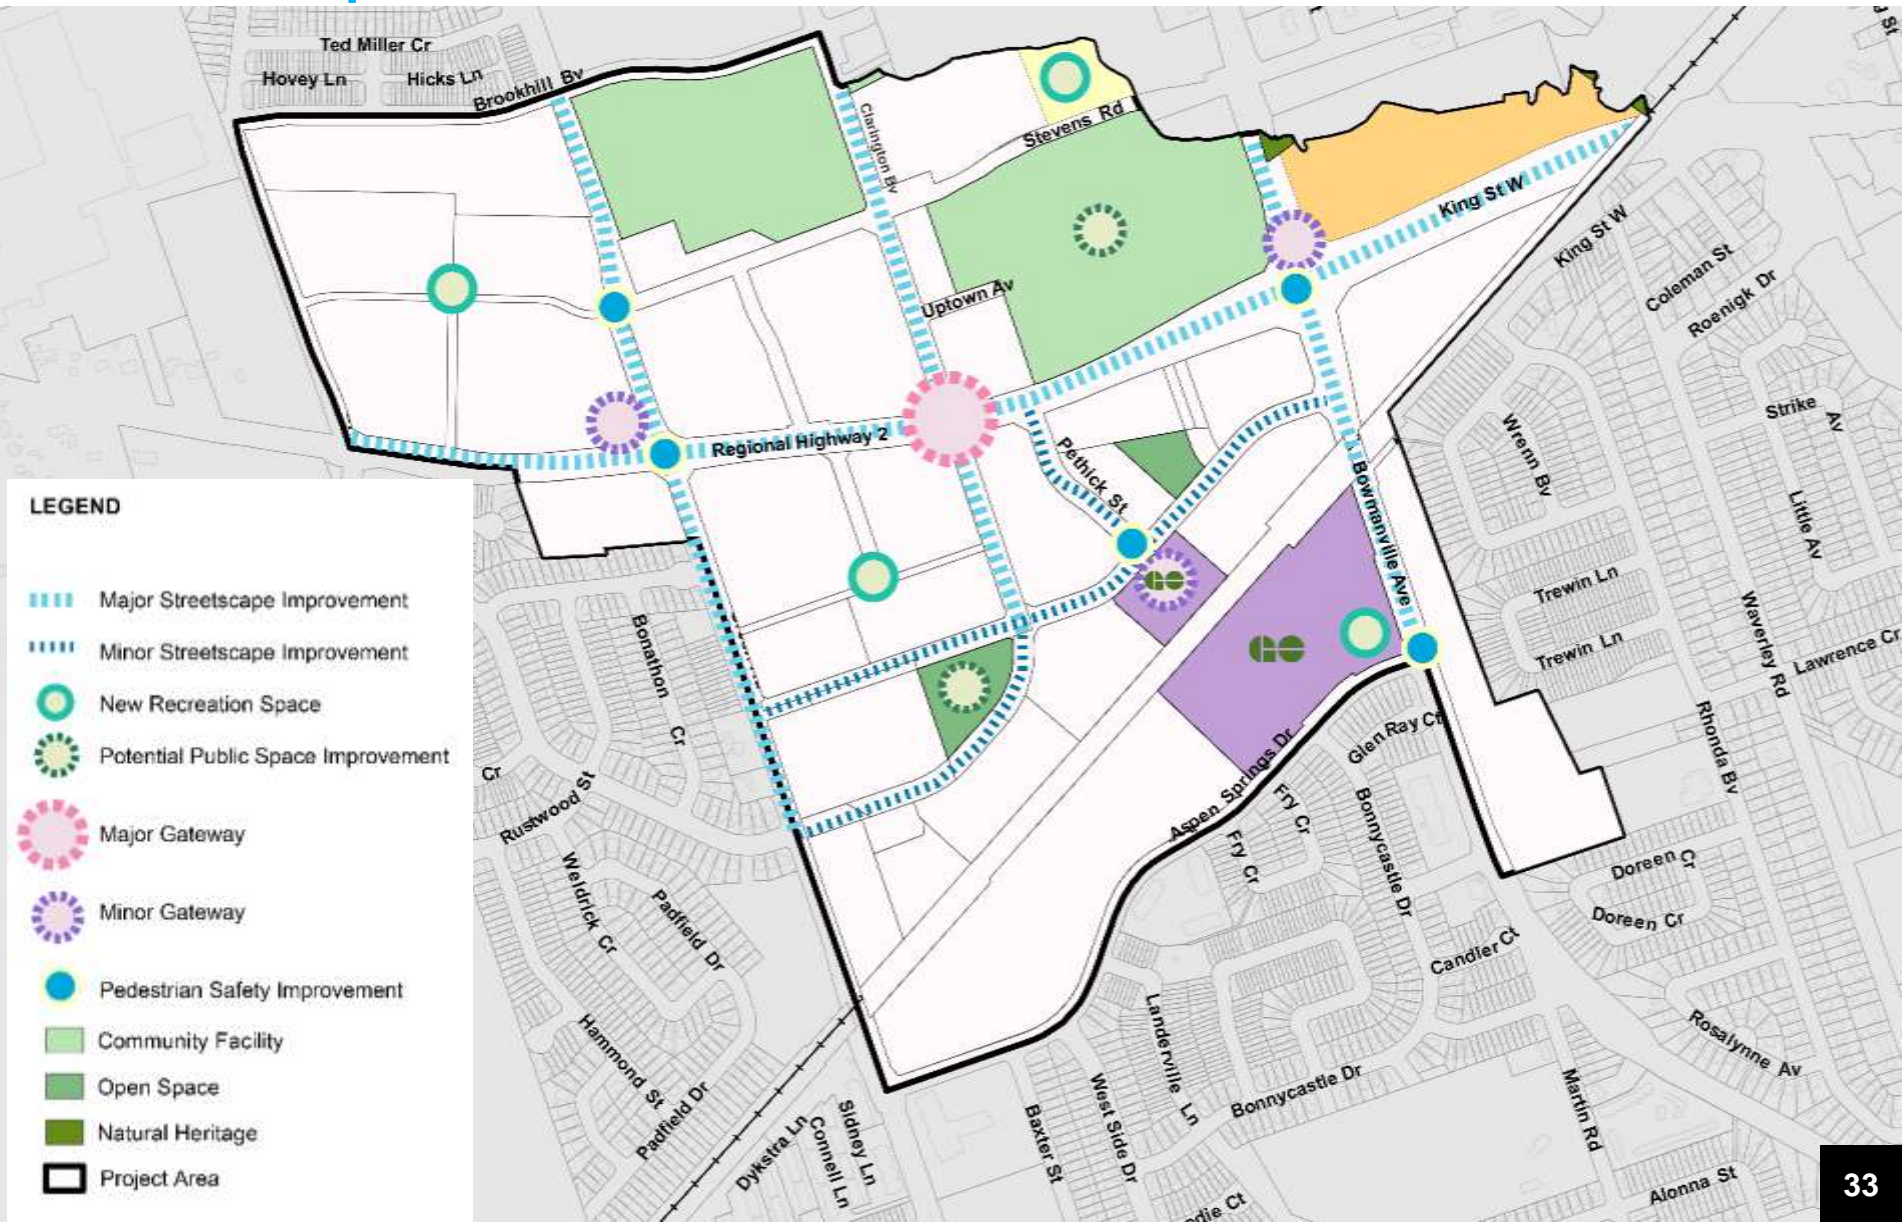 Ted Miller Cr
Hovey Ln
Hicks Ln
Brookhill Bv
Clarington Bv
Stevens Rd
King St W
King St W
Coleman St
Roenigk Dr
Uptown Av
Strike Av
Wrenn Bv
Regional Highway 2
Pethick St
Bowmanville Ave
Little Av
LEGEND
Major Streetscape Improvement
Minor Streetscape Improvement
New Recreation Space
Potential Public Space Improvement
Major Gateway
Minor Gateway
Pedestrian Safety Improvement
Community Facility
Open Space
Natural Heritage
Project Area
GO
GO
Trewin Ln
Trewin Ln
Waverley Rd
Lawrence Cr
Bonathon Cr
Rhonda Bv
Glen Ray Ct
Aspen Springs Dr
Cr
Rustwood St
Fry Cr
Fry Cr
Bonnycastle Dr
Doreen Cr
Doreen Cr
Weldrick Cr
Padfield Dr
Candler Ct
Landerville Ln
Rosalynne Av
Hammond St
Padfield Dr
Bonnycastle Dr
Martin Rd
West Side Dr
Baxter St
Sidney Ln
Connell Ln
Dykstra Ln
Alonna St
die Ct
33